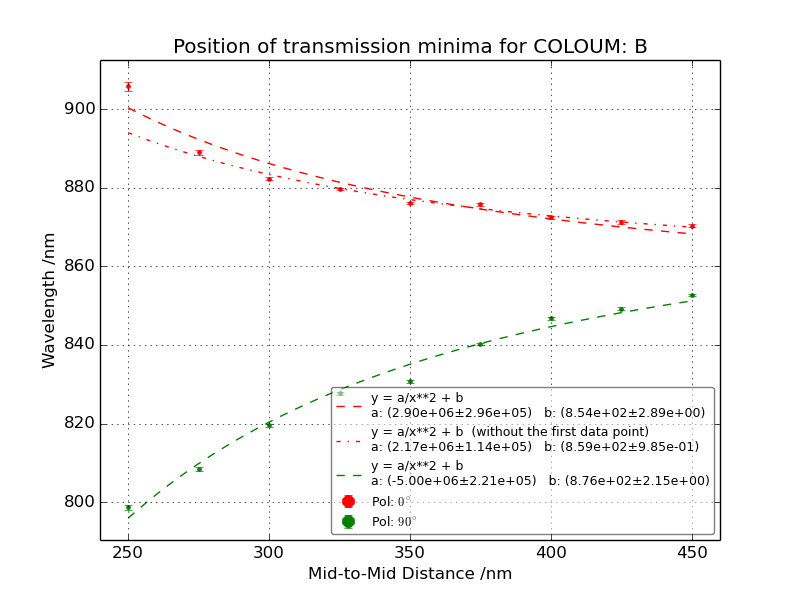 Position of transmission minima for COLOUM: B
Wavelength /nm
900
880
860
840
820
800
250
300
350
400
450
Mid-to-Mid Distance /nm
y = a/x**2 + b
a: (2.90e+06±2.96e+05) b: (8.54e+02±2.89e+00)
y = a/x**2 + b (without the first data point)
a: (2.17e+06±1.14e+05) b: (8.59e+02±9.85e-01)
y = a/x**2 + b
a: (-5.00e+06±2.21e+05) b: (8.76e+02±2.15e+00)
Pol: 0°
Pol: 90°